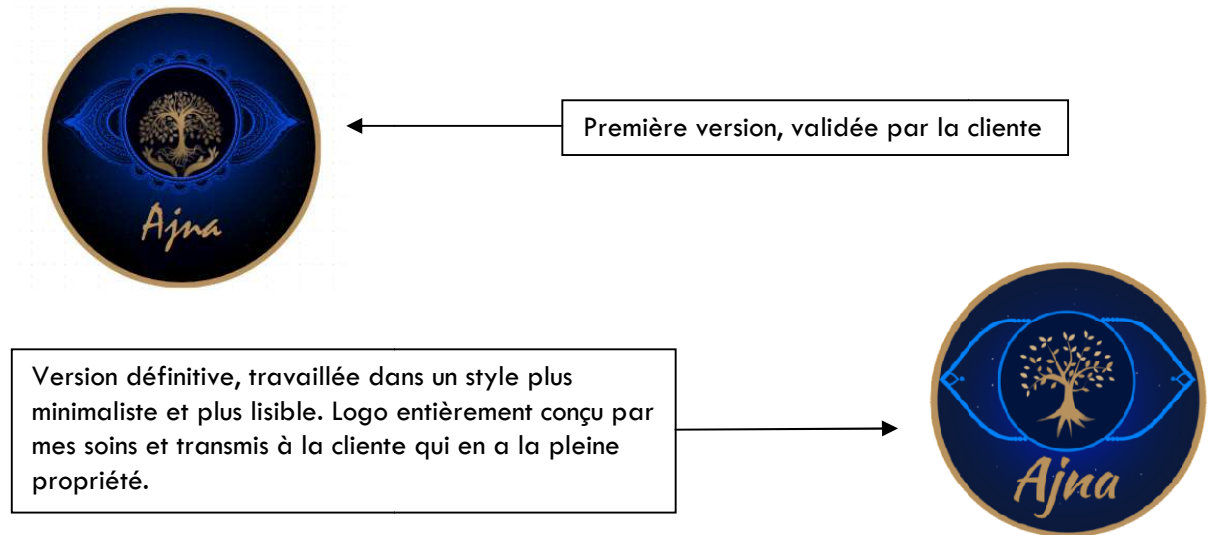 Ajna
Première version, validée par la cliente
Version définitive, travaillée dans un style plus
minimaliste et plus lisible. Logo entièrement conçu par
mes soins et transmis à la cliente qui en a la pleine
propriété.
Ajna